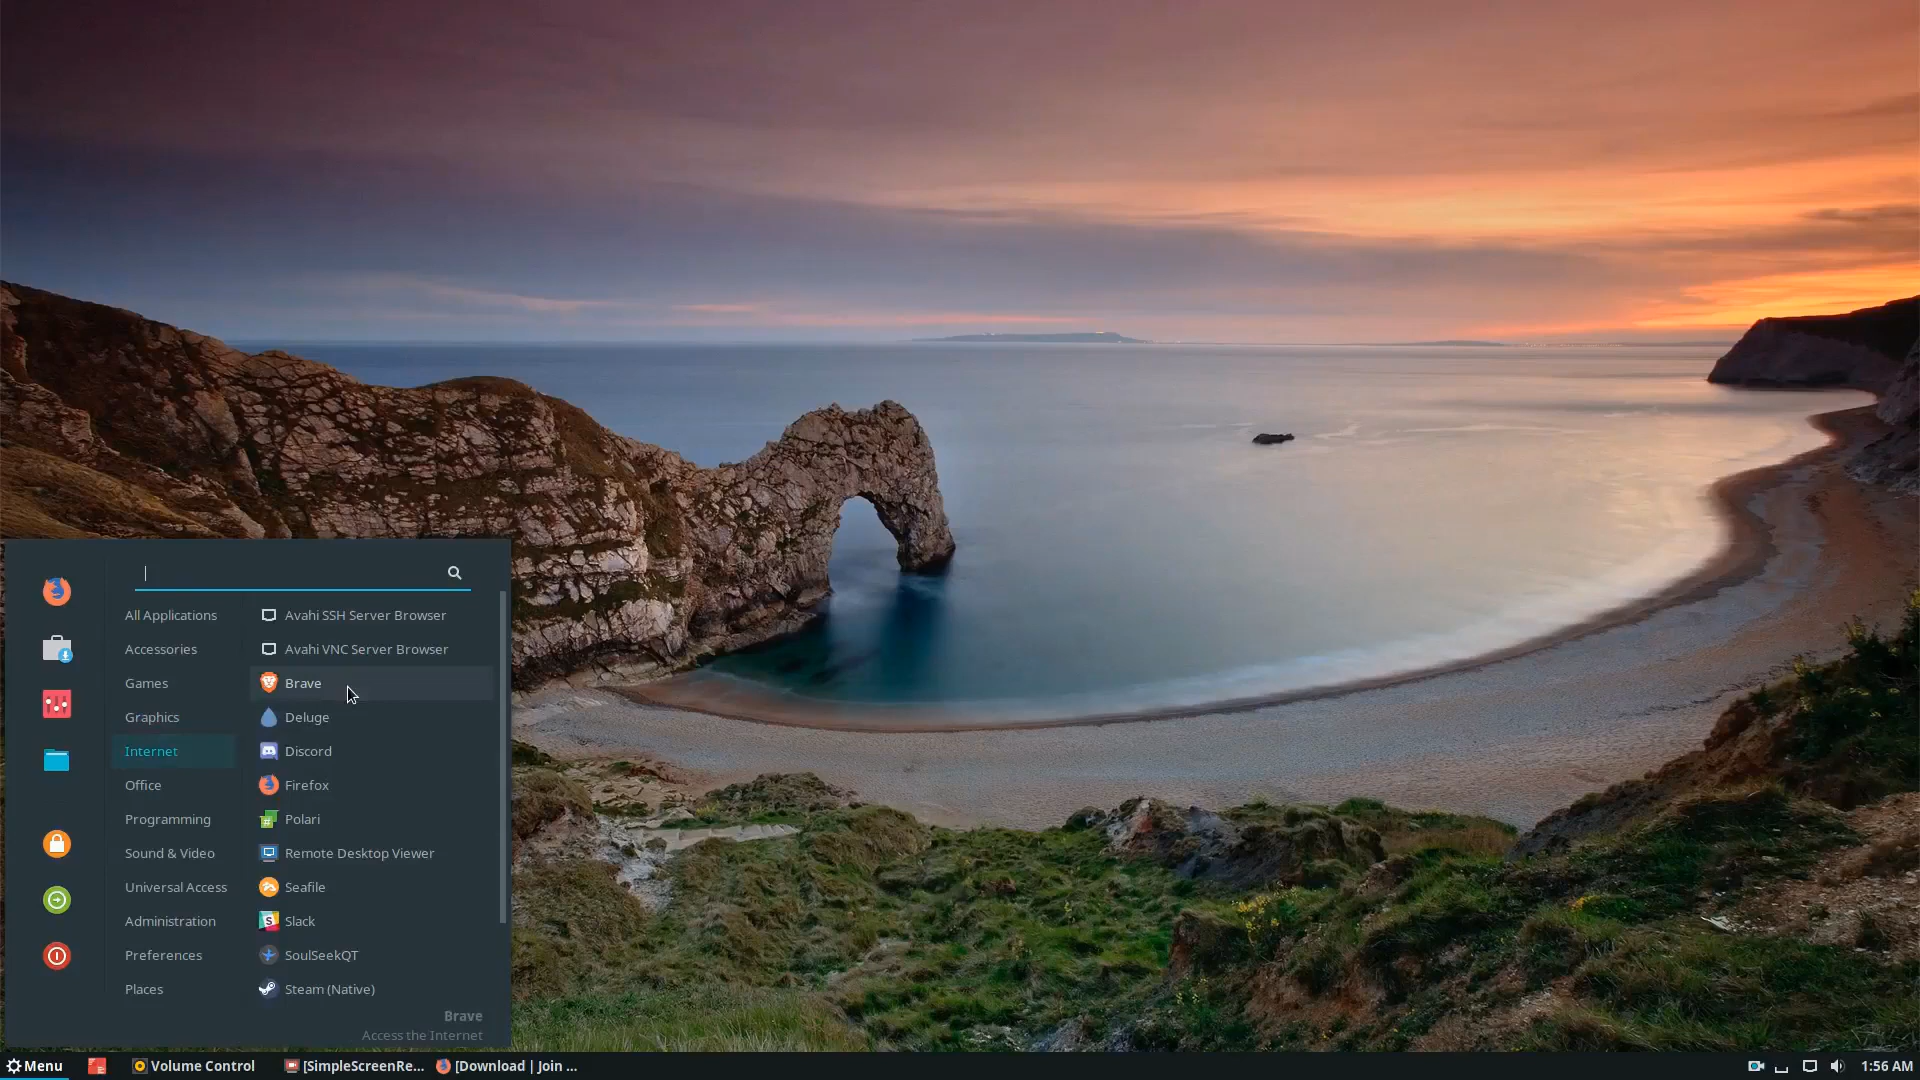 All Applications
Accessories
Games
Graphics
Internet
Office
Programming
Sound & Video
Universal Access
Administration
Preferences
Places
Avahi SSH Server Browser
Avahi VNC Server Browser
Brave
Deluge
Discord
Firefox
Polari
Remote Desktop Viewer
Seafile
Slack
SoulSeekQT
Steam (Native)
Brave
Access the Internet
Menu
Volume Control
[SimpleScreenRe...
[Download | Join ...
1:56 AM